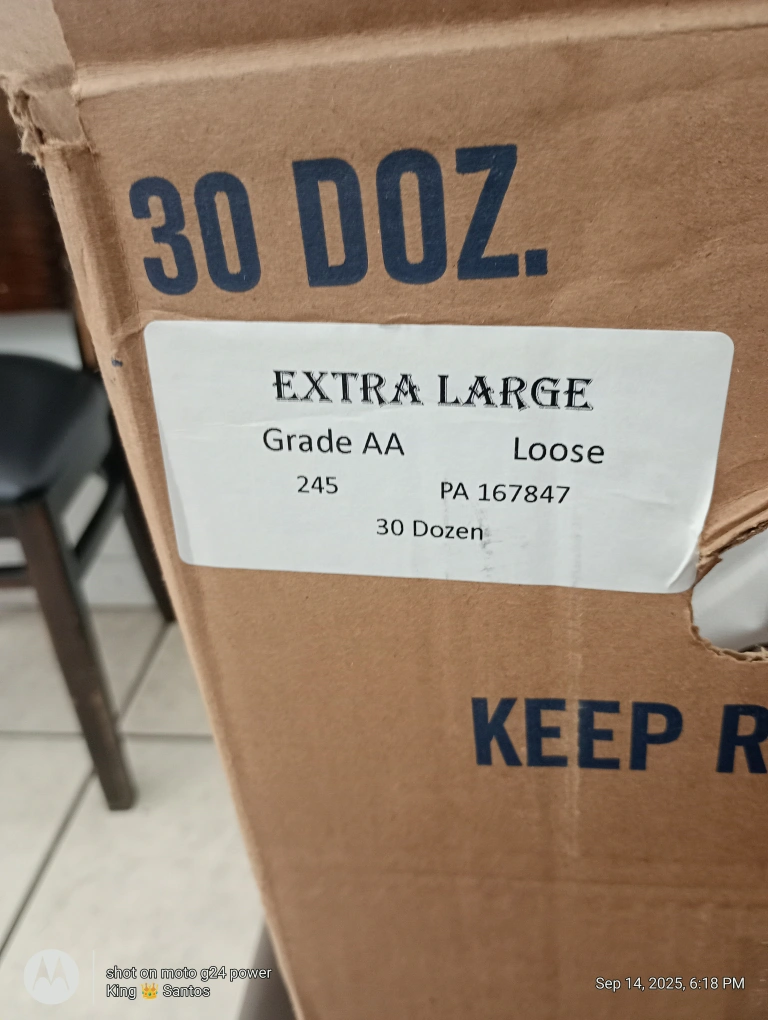 30 DOZ.
EXTRA LARGE
Grade AA Loose
245 PA 167847
30 Dozen
KEEP R
shot on moto g24 power
King 👑 Santos
Sep 14, 2025, 6:18 PM